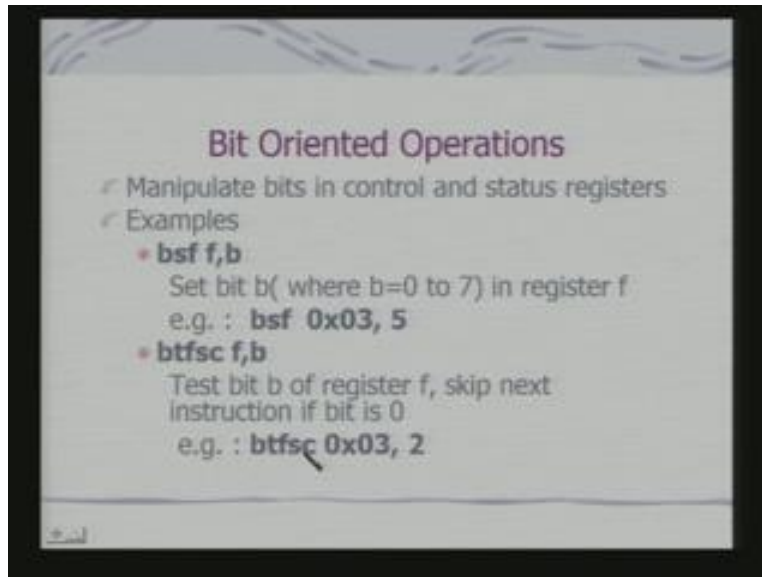 Bit Oriented Operations
Manipulate bits in control and status registers
Examples
bsf f,b
Set bit b( where b=0 to 7) in register f
e.g. : bsf 0x03, 5
btfsc f,b
Test bit b of register f, skip next
instruction if bit is 0
e.g. : btfsc 0x03, 2